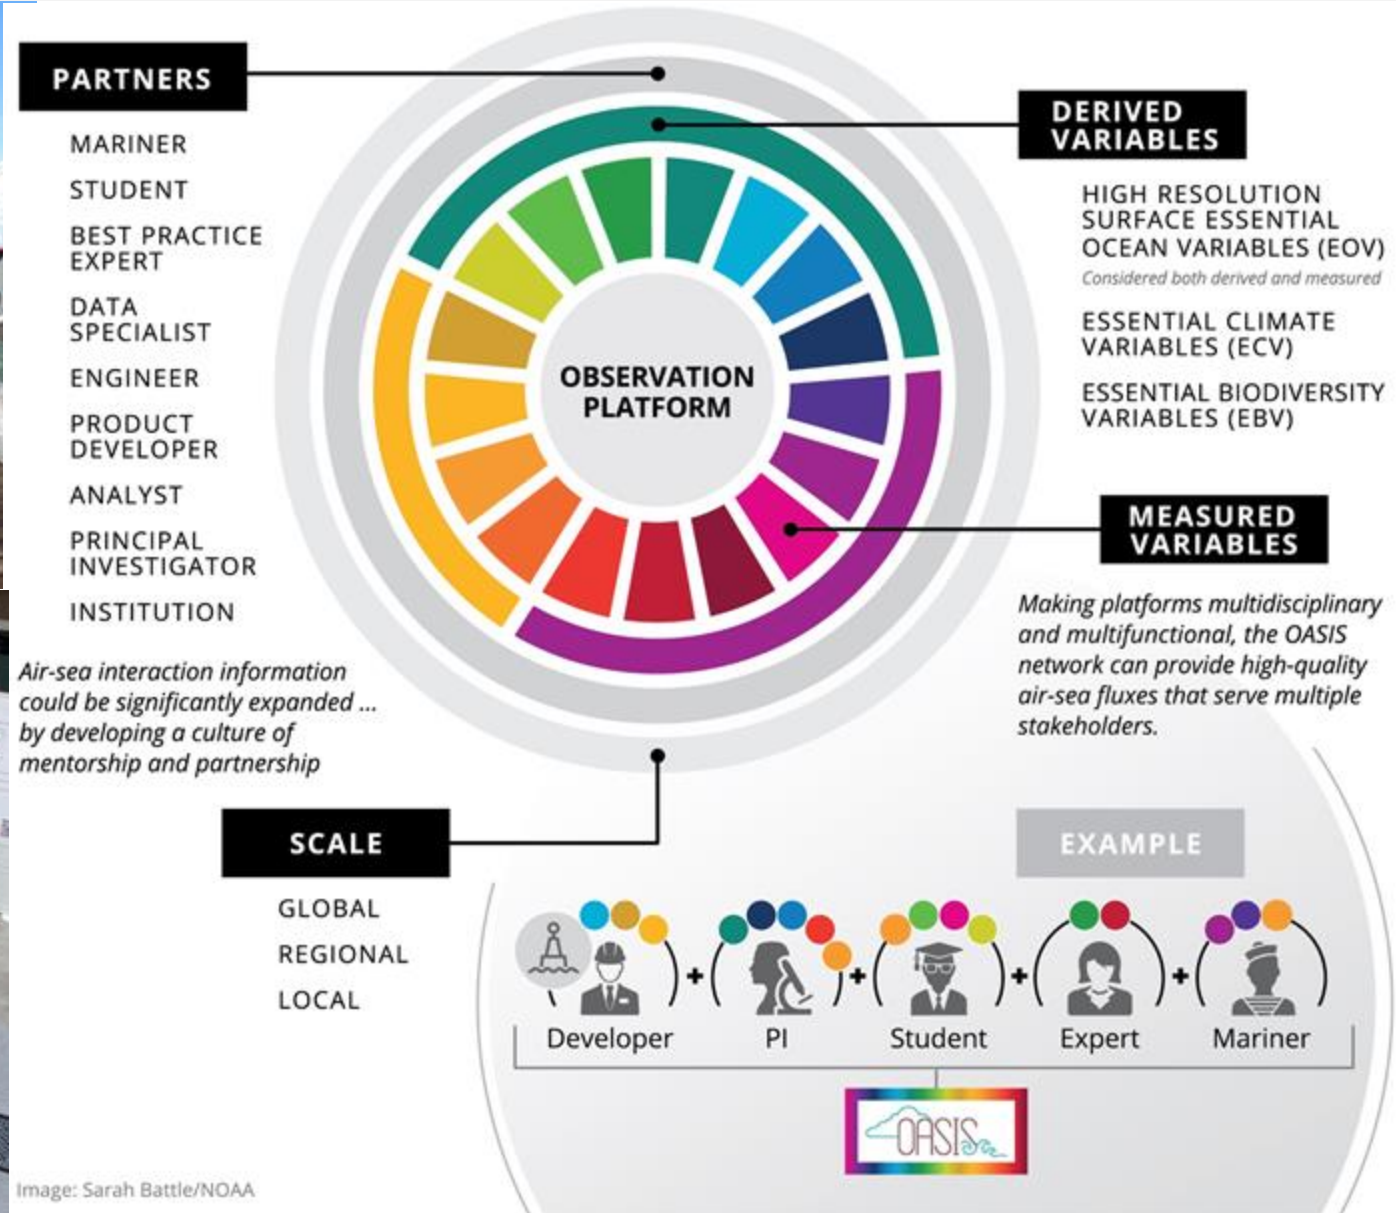 PARTNERS
MARINER
STUDENT
BEST PRACTICE
EXPERT
DATA
SPECIALIST
ENGINEER
PRODUCT
DEVELOPER
ANALYST
PRINCIPAL
INVESTIGATOR
INSTITUTION
Air-sea interaction information
could be significantly expanded ...
by developing a culture of
mentorship and partnership
OBSERVATION
PLATFORM
DERIVED
VARIABLES
HIGH RESOLUTION
SURFACE ESSENTIAL
OCEAN VARIABLES (EOV)
Considered both derived and measured
ESSENTIAL CLIMATE
VARIABLES (ECV)
ESSENTIAL BIODIVERSITY
VARIABLES (EBV)
MEASURED
VARIABLES
Making platforms multidisciplinary
and multifunctional, the OASIS
network can provide high-quality
air-sea fluxes that serve multiple
stakeholders.
SCALE
GLOBAL
REGIONAL
LOCAL
EXAMPLE
+ + + +
Developer PI Student Expert Mariner
OASIS
Image: Sarah Battle/NOAA